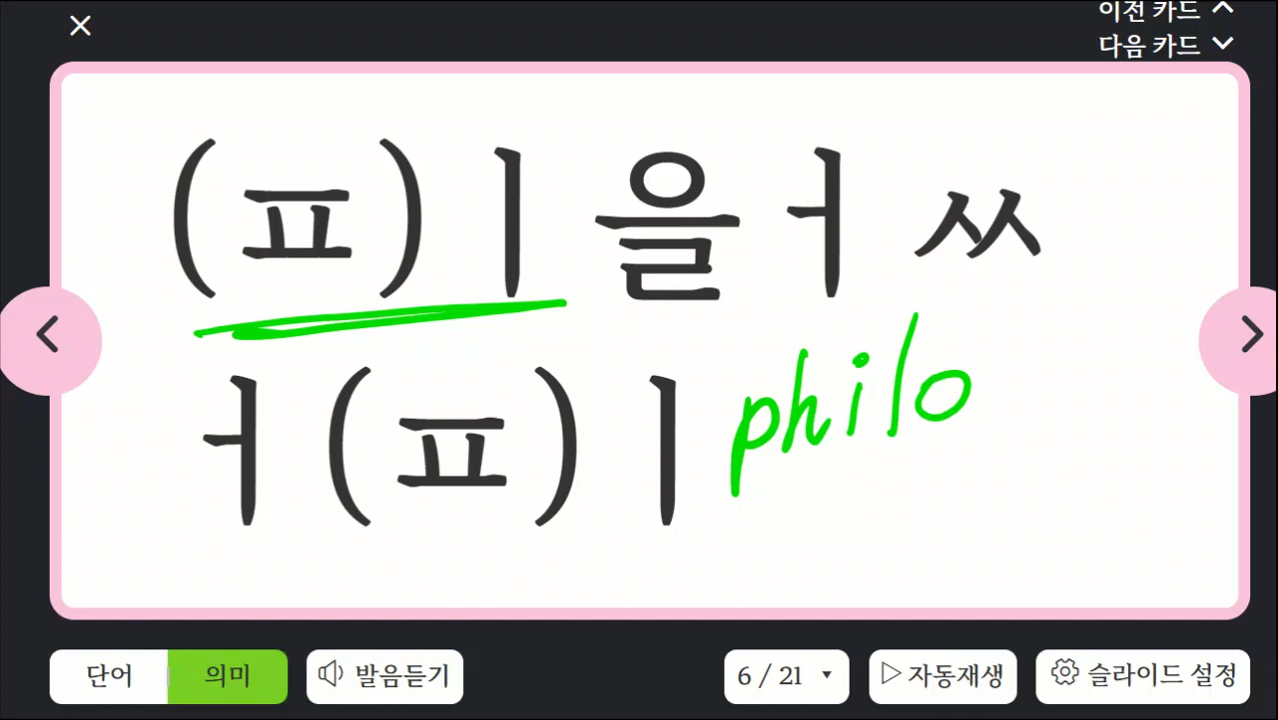 이전 카드
다음 카드
(ㅍ)ㅣ을ㅓㅆ
ㅓ(ㅍ)ㅣ
philo
단어 의미 발음듣기 6 / 21 자동재생 슬라이드 설정